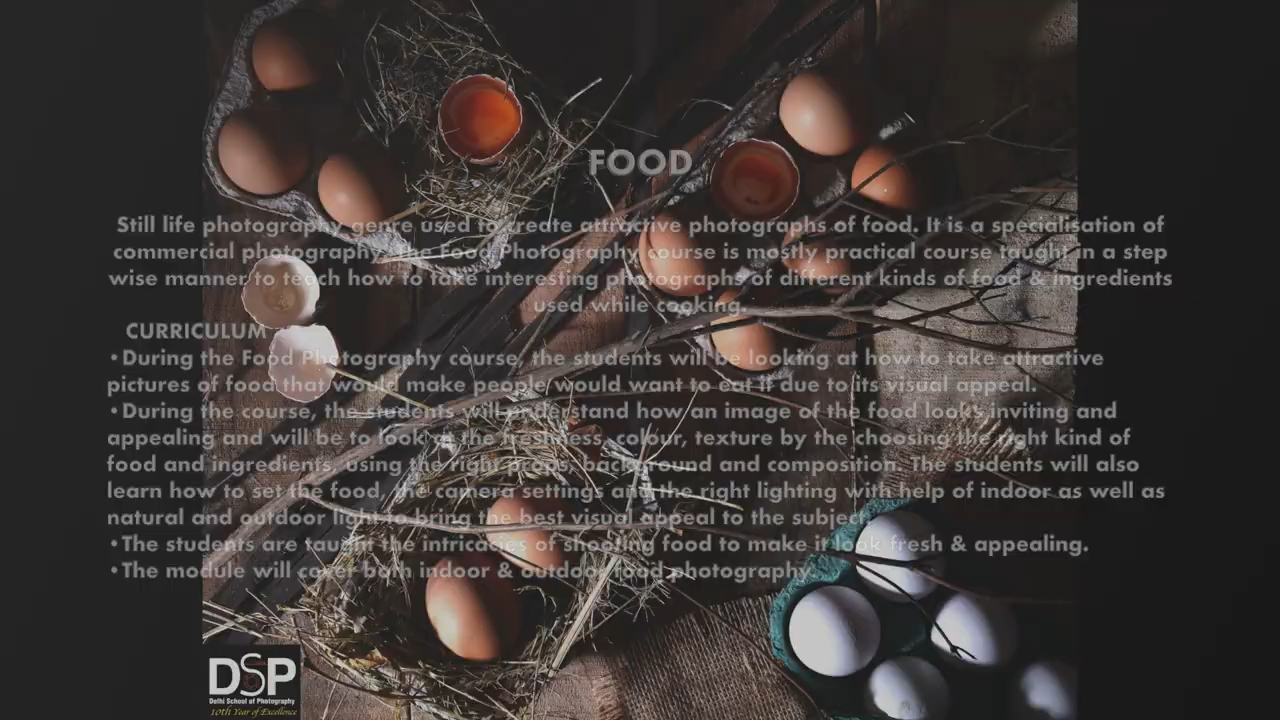 FOOD
Still life photography genre used to create attractive photographs of food. It is a specialisation of
commercial photography. Food Photography course is mostly practical course taught in a step
wise manner to teach how to take interesting photographs of different kinds of food & ingredients
used while cooking.
CURRICULUM
•During the Food Photography course, the students will be looking at how to take attractive
pictures of food that would make people would want to eat it due to its visual appeal.
•During the course, the students will understand how an image of the food looks inviting and
appealing and will be to look the freshness, colour, texture by the choosing the right kind of
food and ingredients, using the right props, background and composition. The students will also
learn how to set the food, the camera settings and the right lighting with help of indoor as well as
natural and outdoor light to bring the best visual appeal to the subject.
•The students are taught the intricacies of shooting food to make it look fresh & appealing.
•The module will cover both indoor & outdoor food photography.
DSP
Delhi School of Photography
10th Year of Excellence